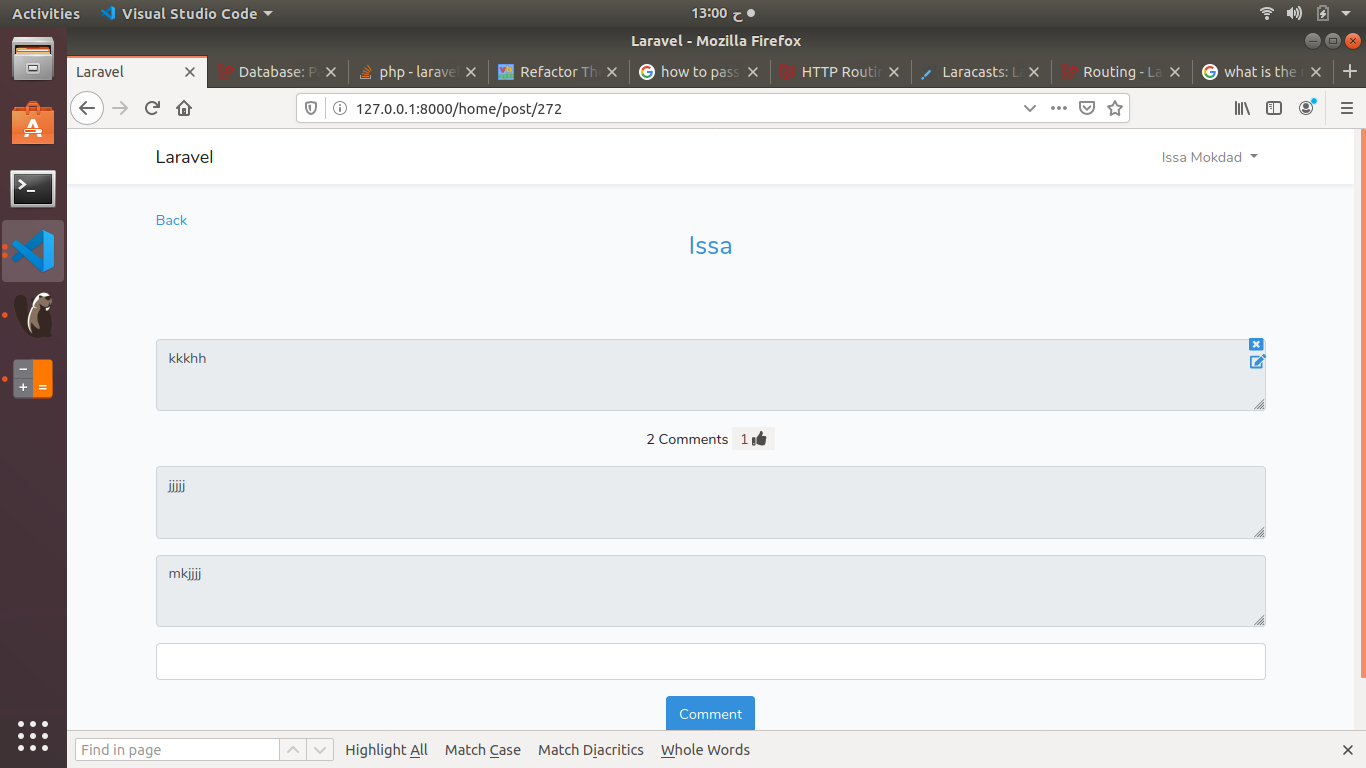 Activities Visual Studio Code 13:00 ح
Laravel - Mozilla Firefox
Laravel Database: P php - larave Refactor Th how to pass HTTP Routin Laracasts: L Routing - La what is the
127.0.0.1:8000/home/post/272
Laravel Issa Mokdad
Back
Issa
kkkhh
2 Comments 1
jjjjj
mkjjjj
Comment
Find in page Highlight All Match Case Match Diacritics Whole Words